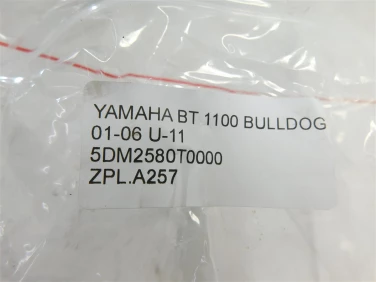 YAMAHA BT 1100 BULLDOG
01-06 U-11
5DM2580T0000
ZPL.A257